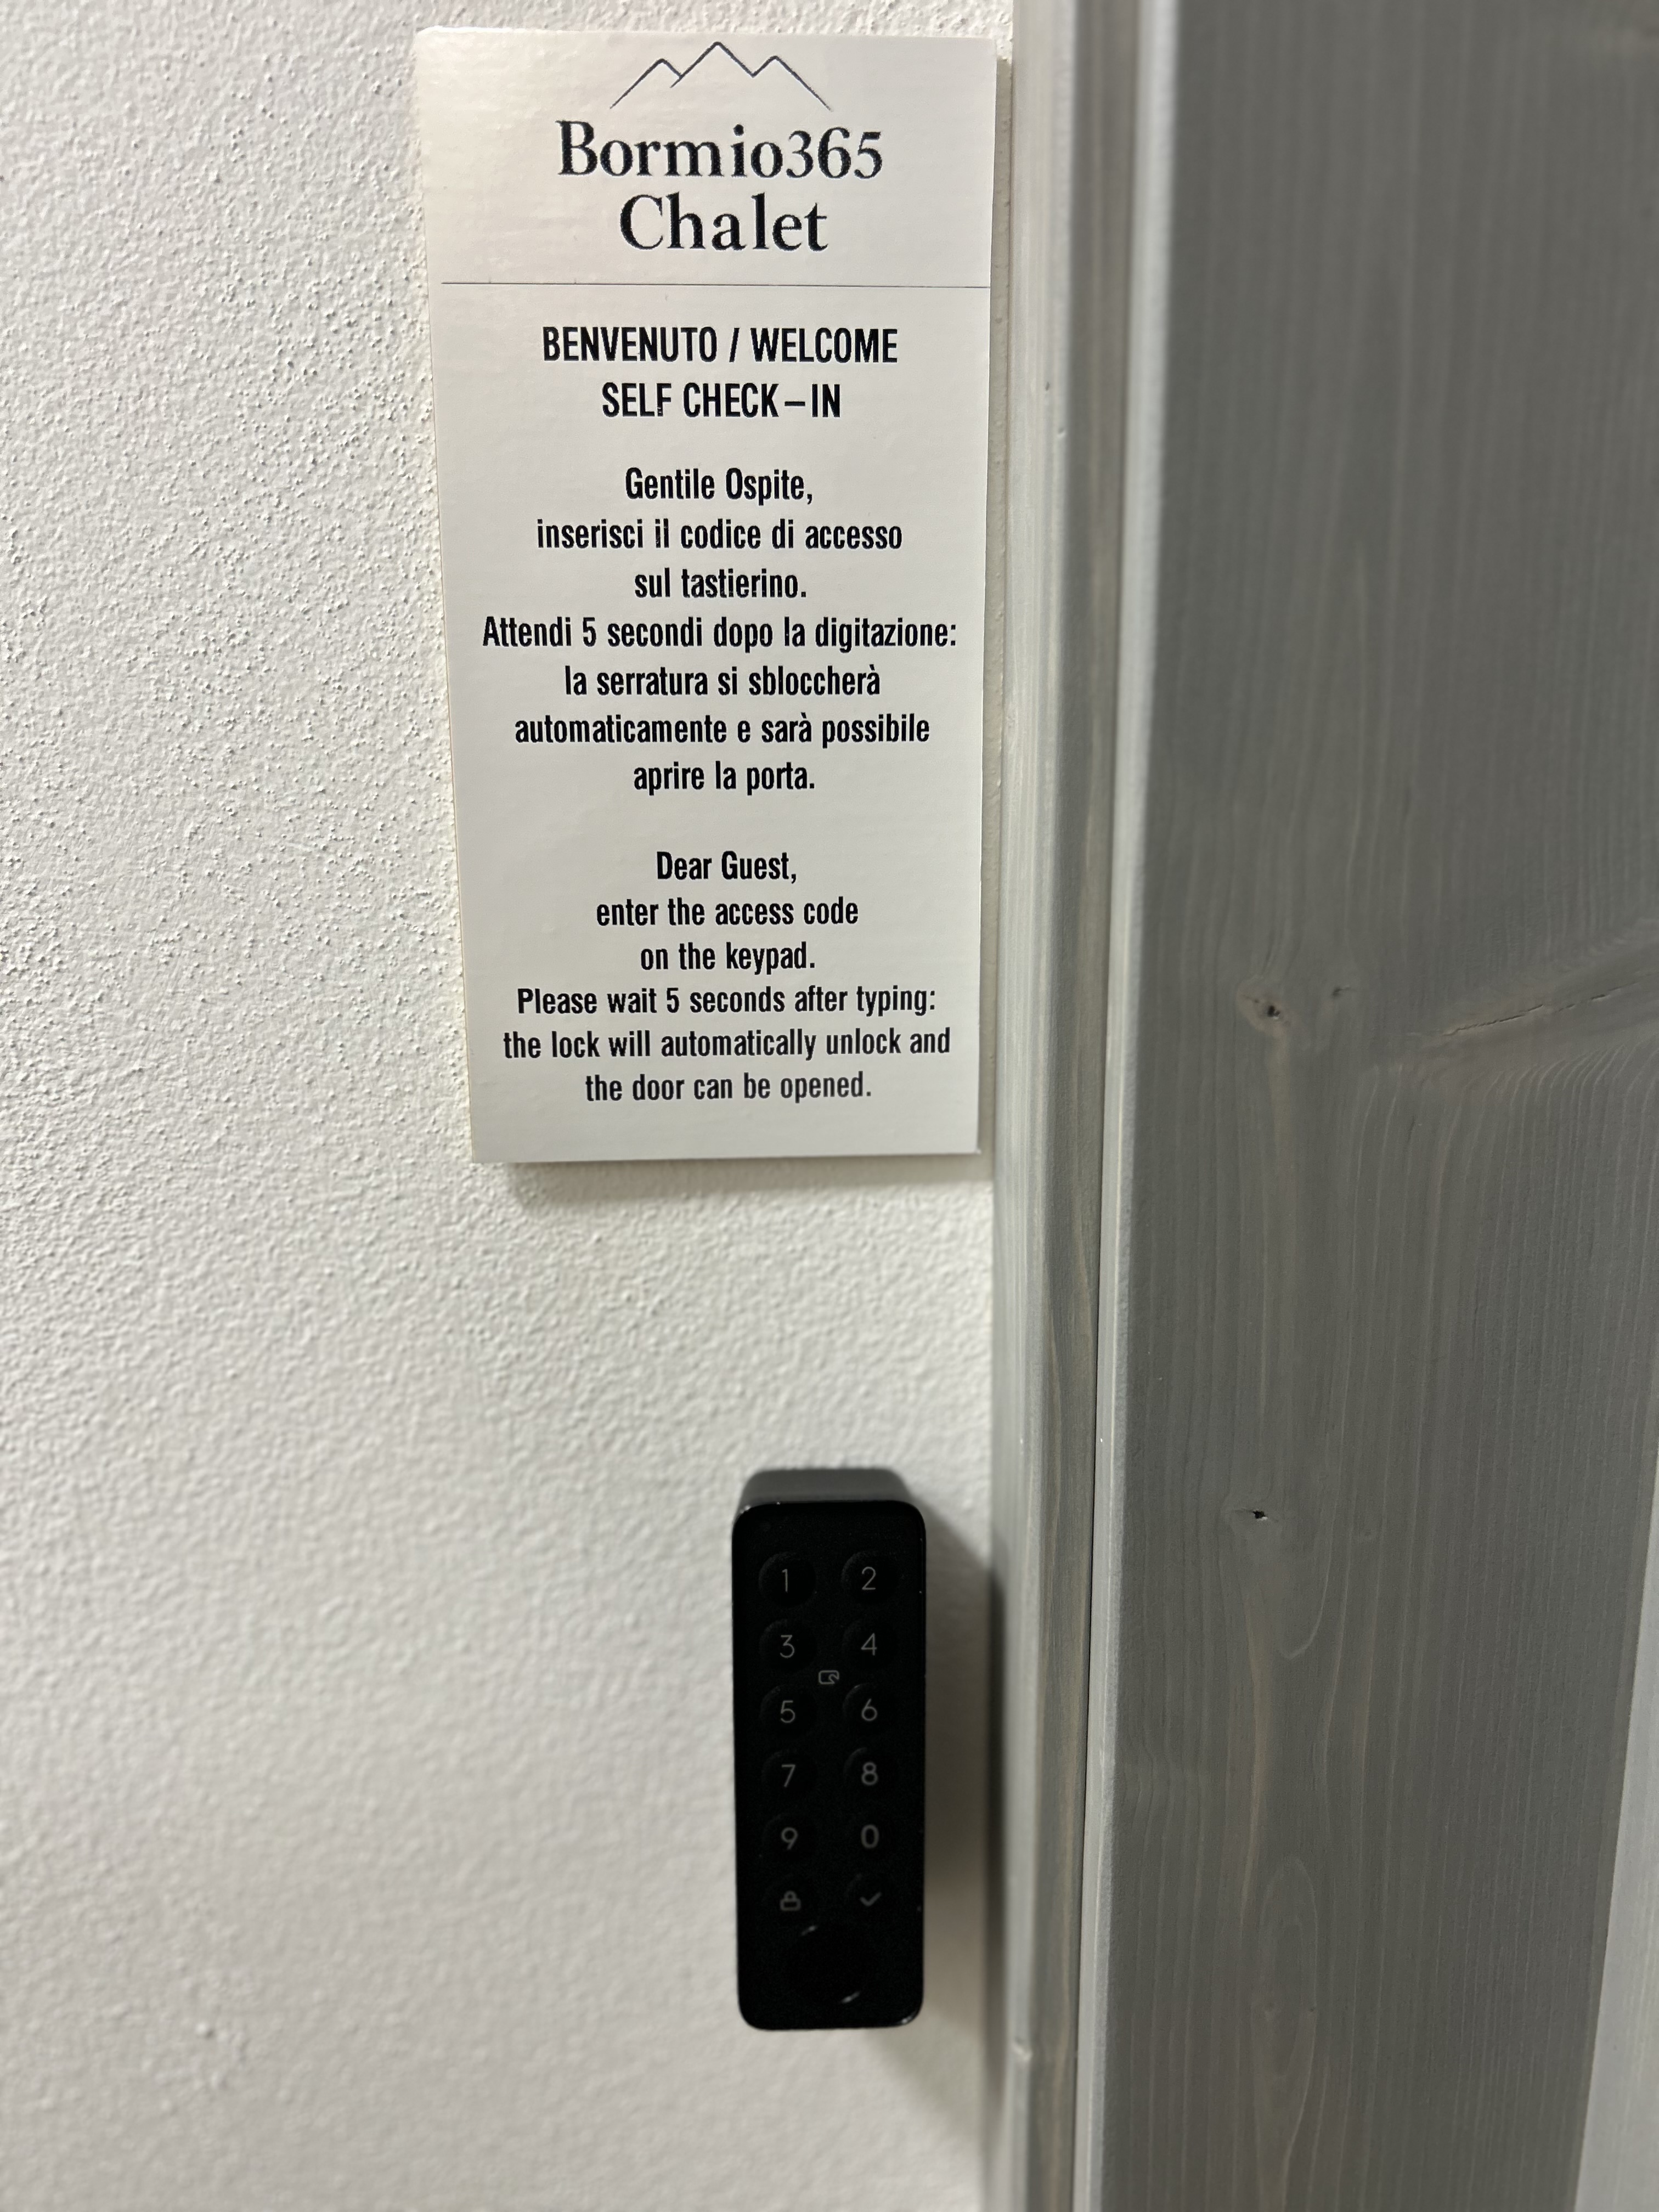 Bormio365
Chalet
BENVENUTO / WELCOME
SELF CHECK–IN
Gentile Ospite,
inserisci il codice di accesso
sul tastierino.
Attendi 5 secondi dopo la digitazione:
la serratura si sbloccherà
automaticamente e sarà possibile
aprire la porta.
Dear Guest,
enter the access code
on the keypad.
Please wait 5 seconds after typing:
the lock will automatically unlock and
the door can be opened.
1 2
3 4
5 6
7 8
9 0